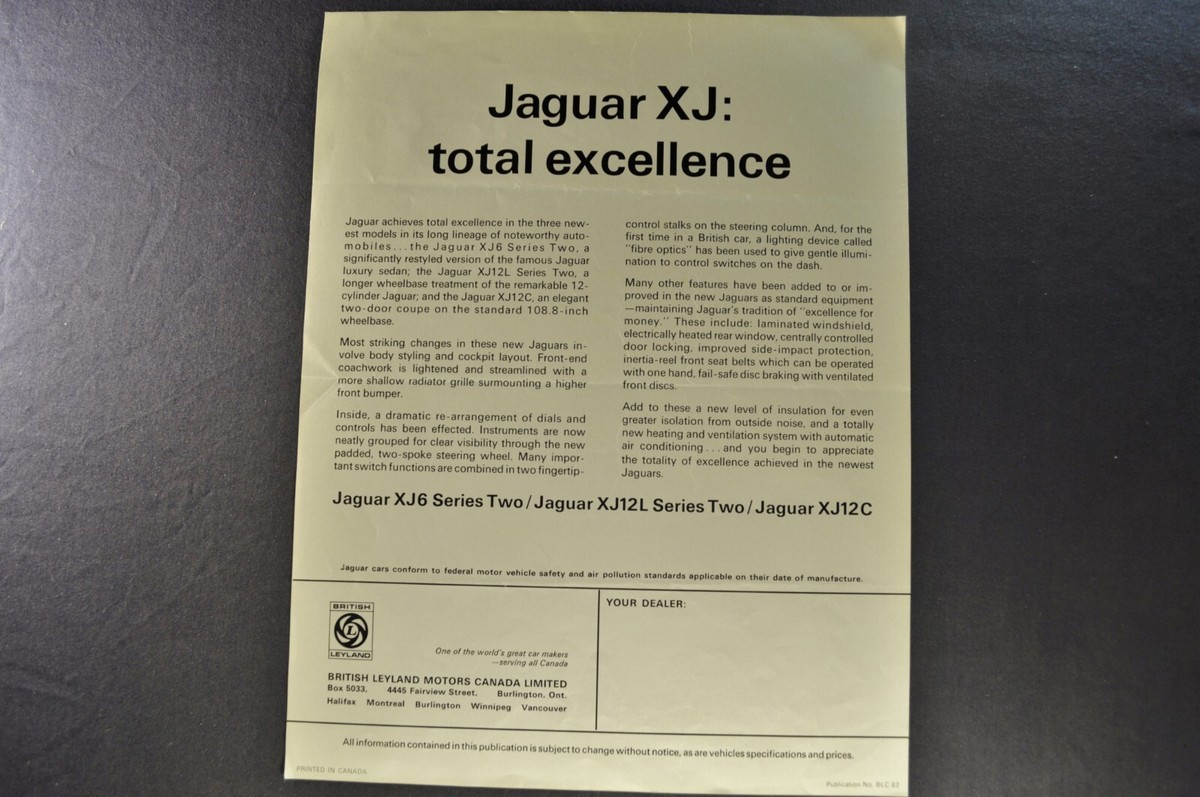 Jaguar XJ:
total excellence
Jaguar achieves total excellence in the three new-
est models in its long lineage of noteworthy auto-
mobiles...the Jaguar XJ6 Series Two, a
significantly restyled version of the famous Jaguar
luxury sedan; the Jaguar XJ12L Series Two, a
longer wheelbase treatment of the remarkable 12-
cylinder Jaguar; and the Jaguar XJ12C, an elegant
two-door coupe on the standard 108.8-inch
wheelbase.
Most striking changes in these new Jaguars in-
volve body styling and cockpit layout. Front-end
coachwork is lightened and streamlined with a
more shallow radiator grille surmounting a higher
front bumper.
Inside, a dramatic re-arrangement of dials and
controls has been effected. Instruments are now
neatly grouped for clear visibility through the new
padded, two-spoke steering wheel. Many impor-
tant switch functions are combined in two fingertip-
control stalks on the steering column. And, for the
first time in a British car, a lighting device called
"fibre optics" has been used to give gentle illumi-
nation to control switches on the dash.
Many other features have been added to or im-
proved in the new Jaguars as standard equipment
—maintaining Jaguar's tradition of "excellence for
money." These include: laminated windshield,
electrically heated rear window, centrally controlled
door locking, improved side-impact protection,
inertia-reel front seat belts which can be operated
with one hand, fail-safe disc braking with ventilated
front discs.
Add to these a new level of insulation for even
greater isolation from outside noise, and a totally
new heating and ventilation system with automatic
air conditioning...and you begin to appreciate
the totality of excellence achieved in the newest
Jaguars.
Jaguar XJ6 Series Two/Jaguar XJ12L Series Two/Jaguar XJ12C
Jaguar cars conform to federal motor vehicle safety and air pollution standards applicable on their date of manufacture.
BRITISH
L
LEYLAND
One of the world's great car makers
—serving all Canada
BRITISH LEYLAND MOTORS CANADA LIMITED
Box 5033, 4445 Fairview Street, Burlington, Ont.
Halifax Montreal Burlington Winnipeg Vancouver
YOUR DEALER:
All information contained in this publication is subject to change without notice, as are vehicles specifications and prices.
PRINTED IN CANADA
Publication No. BLC 82